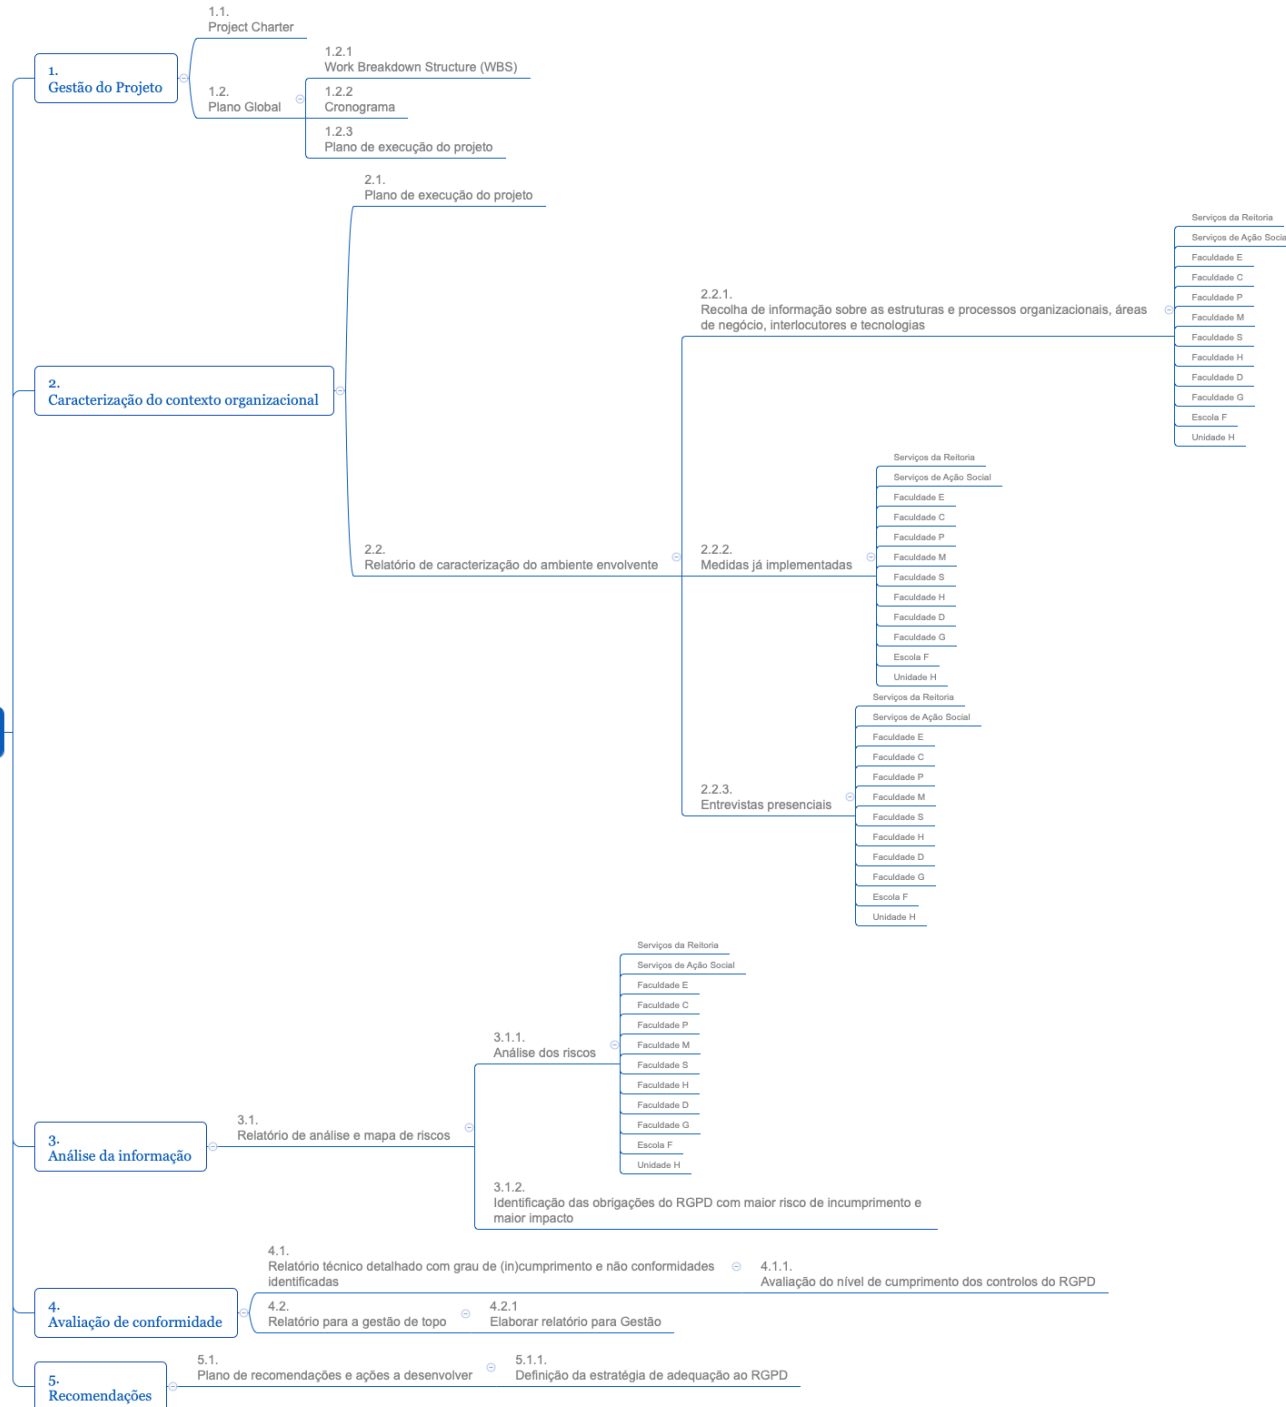 1.1.
Project Charter
1.
Gestão do Projeto
1.2.
Plano Global
1.2.1
Work Breakdown Structure (WBS)
1.2.2
Cronograma
1.2.3
Plano de execução do projeto
2.
Caracterização do contexto organizacional
2.1.
Plano de execução do projeto
2.2.
Relatório de caracterização do ambiente envolvente
2.2.1.
Recolha de informação sobre as estruturas e processos organizacionais, áreas
de negócio, interlocutores e tecnologias
Serviços da Reitoria
Serviços de Ação Socia
Faculdade E
Faculdade C
Faculdade P
Faculdade M
Faculdade S
Faculdade H
Faculdade D
Faculdade G
Escola F
Unidade H
2.2.2.
Medidas já implementadas
Serviços da Reitoria
Serviços de Ação Social
Faculdade E
Faculdade C
Faculdade P
Faculdade M
Faculdade S
Faculdade H
Faculdade D
Faculdade G
Escola F
Unidade H
2.2.3.
Entrevistas presenciais
Serviços da Reitoria
Serviços de Ação Social
Faculdade E
Faculdade C
Faculdade P
Faculdade M
Faculdade S
Faculdade H
Faculdade D
Faculdade G
Escola F
Unidade H
3.
Análise da informação
3.1.
Relatório de análise e mapa de riscos
3.1.1.
Análise dos riscos
Serviços da Reitoria
Serviços de Ação Social
Faculdade E
Faculdade C
Faculdade P
Faculdade M
Faculdade S
Faculdade H
Faculdade D
Faculdade G
Escola F
Unidade H
3.1.2.
Identificação das obrigações do RGPD com maior risco de incumprimento e
maior impacto
4.
Avaliação de conformidade
4.1.
Relatório técnico detalhado com grau de (in)cumprimento e não conformidades
identificadas
4.1.1.
Avaliação do nível de cumprimento dos controlos do RGPD
4.2.
Relatório para a gestão de topo
4.2.1
Elaborar relatório para Gestão
5.
Recomendações
5.1.
Plano de recomendações e ações a desenvolver
5.1.1.
Definição da estratégia de adequação ao RGPD